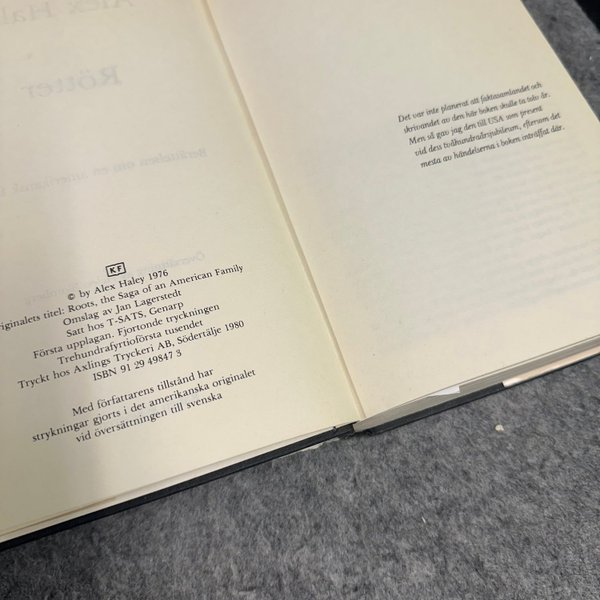 KF
© by Alex Haley 1976
iginalets titel: Roots, the Saga of an American Family
Omslag av Jan Lagerstedt
Satt hos T-SATS, Genarp
Första upplagan. Fjortonde tryckningen
Trehundrafyrtioförsta tusendet
Tryckt hos Axlings Tryckeri AB, Södertälje 1980
ISBN 91 29 49847 3
Med författarens tillstånd har
strykningar gjorts i det amerikanska originalet
vid översättningen till svenska
Det var inte planerat att faktasamlandet och
skrivandet av den här boken skulle ta tolv år.
Men så gav jag den till USA som present
vid dess tvåhundraårsjubileum, eftersom det
mesta av händelserna i boken inträffat där.